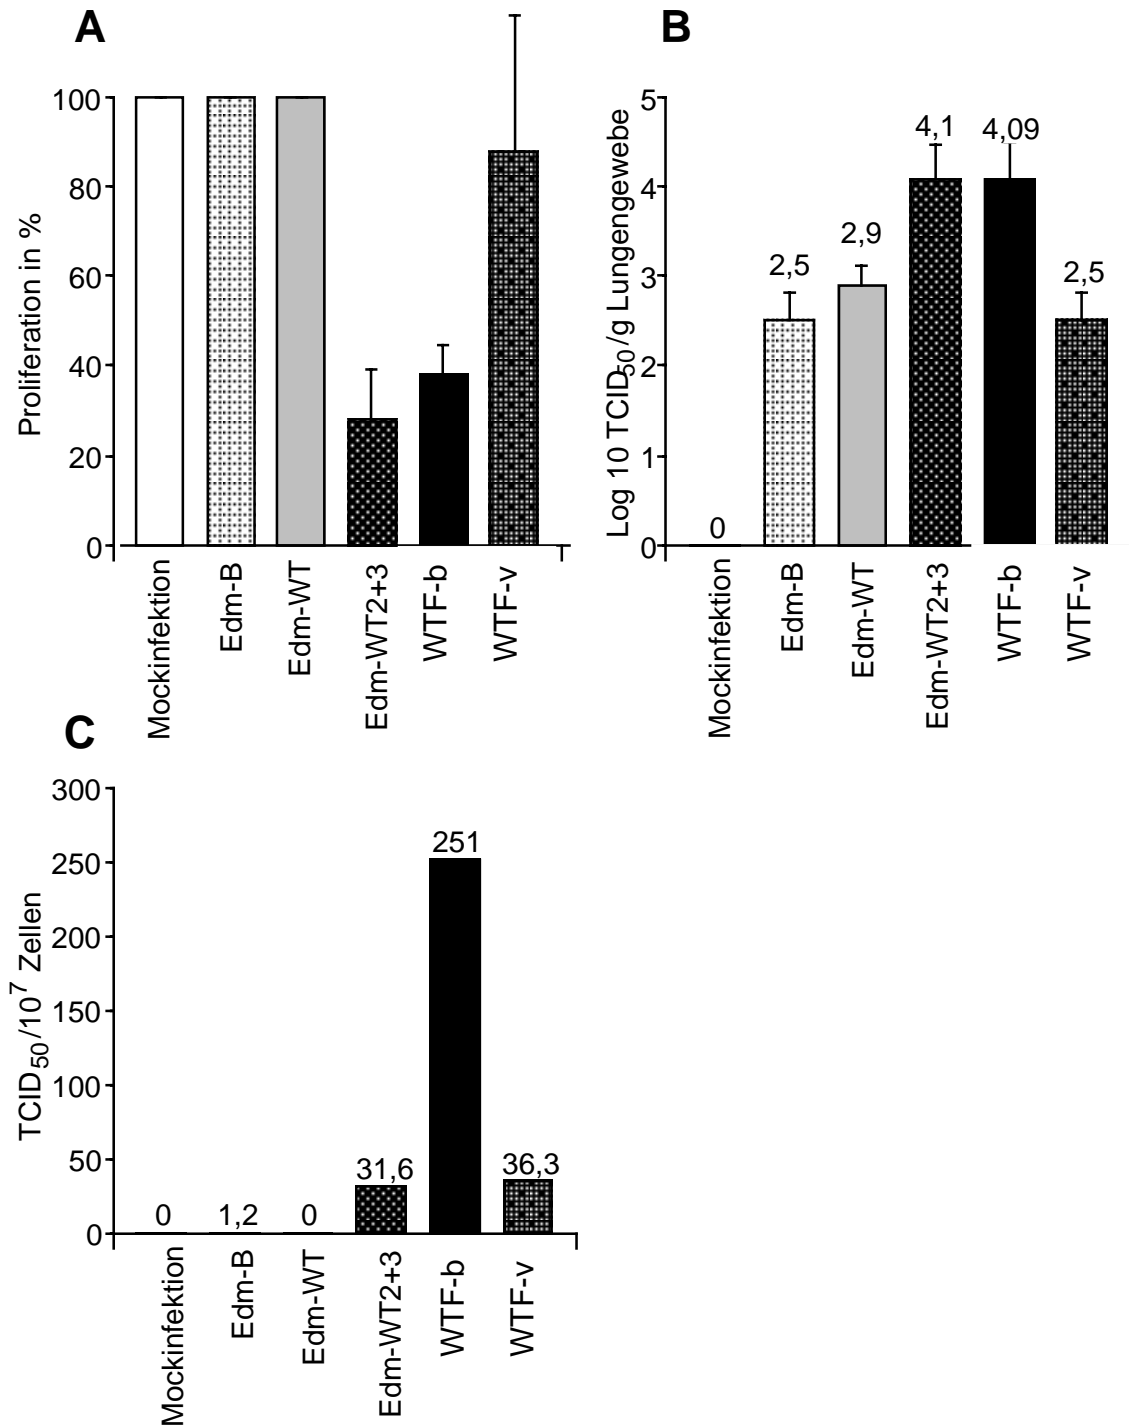 A
Proliferation in %
100
80
60
40
20
0
Mockinfektion
Edm-B
Edm-WT
Edm-WT2+3
WTF-b
WTF-v
B
Log 10 TCID50/g Lungengewebe
5
4
3
2
1
0
0
2,5
2,9
4,1
4,09
2,5
Mockinfektion
Edm-B
Edm-WT
Edm-WT2+3
WTF-b
WTF-v
C
TCID50/10^7 Zellen
300
250
200
150
100
50
0
0
1,2
0
31,6
251
36,3
Mockinfektion
Edm-B
Edm-WT
Edm-WT2+3
WTF-b
WTF-v